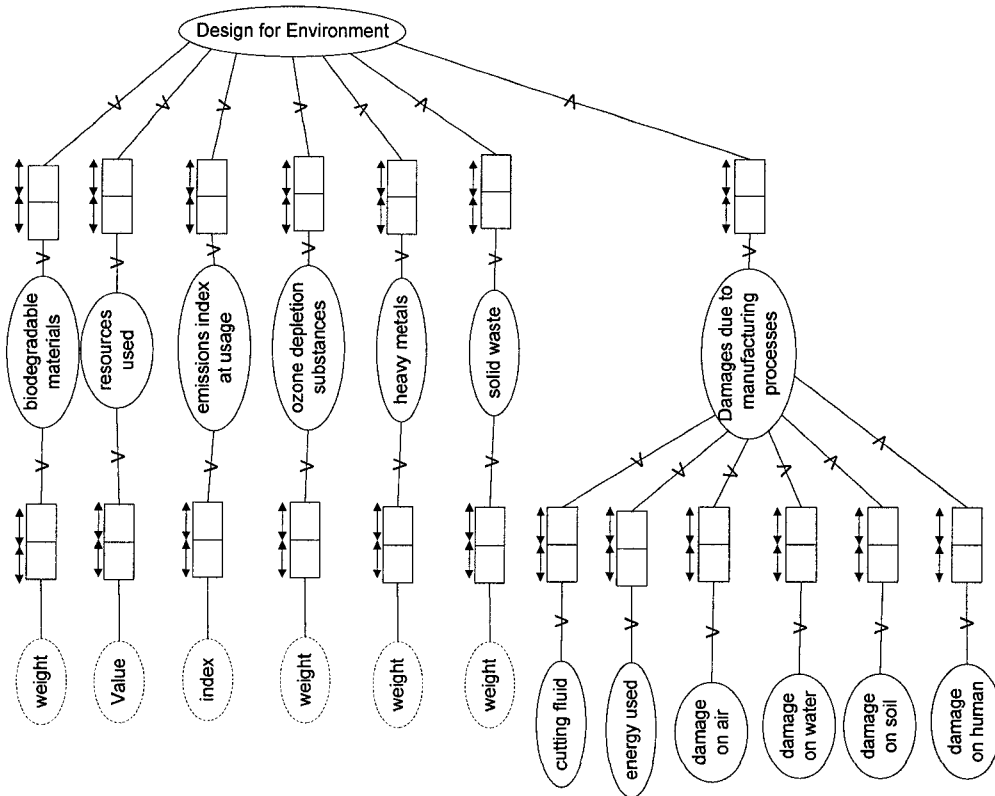 Design for Environment
biodegradable
materials
resources
used
emissions index
at usage
ozone depletion
substances
heavy metals
solid waste
Damages due to
manufacturing
processes
weight
Value
index
weight
weight
weight
cutting fluid
energy used
damage
on air
damage
on water
damage
on soil
damage
on human